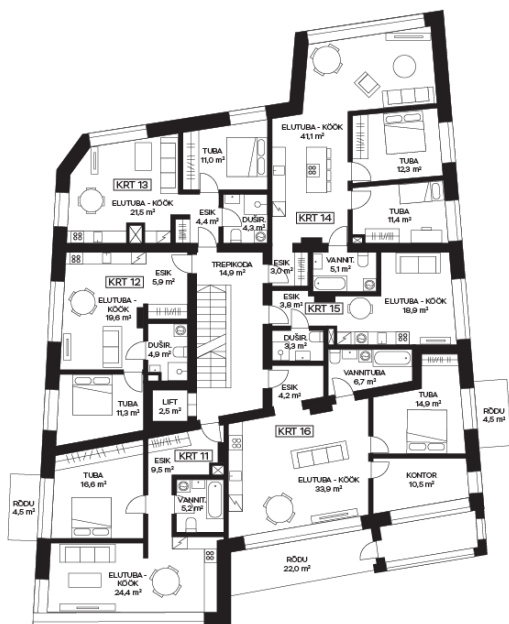 ELUTUBA - KÖÖK
41,1 m²
TUBA
11,0 m²
TUBA
12,3 m²
KRT 13
ELUTUBA - KÖÖK
21,5 m²
ESIK
4,4 m²
DUŠIR.
4,3 m²
KRT 14
TUBA
11,4 m²
TREPIKODA
14,9 m²
ESIK
3,0 m²
VANNIT.
5,1 m²
KRT 12
ESIK
5,9 m²
ELUTUBA -
KÖÖK
19,6 m²
ESIK
3,8 m²
KRT 15
ELUTUBA - KÖÖK
18,9 m²
DUŠIR.
4,9 m²
DUŠIR.
3,3 m²
VANNITUBA
6,7 m²
TUBA
11,3 m²
LIFT
2,5 m²
ESIK
4,2 m²
TUBA
14,9 m²
RÕDU
4,5 m²
KRT 11
ESIK
9,5 m²
KRT 16
TUBA
16,6 m²
ELUTUBA - KÖÖK
33,9 m²
KONTOR
10,5 m²
RÕDU
4,5 m²
VANNIT.
5,2 m²
RÕDU
22,0 m²
ELUTUBA -
KÖÖK
24,4 m²